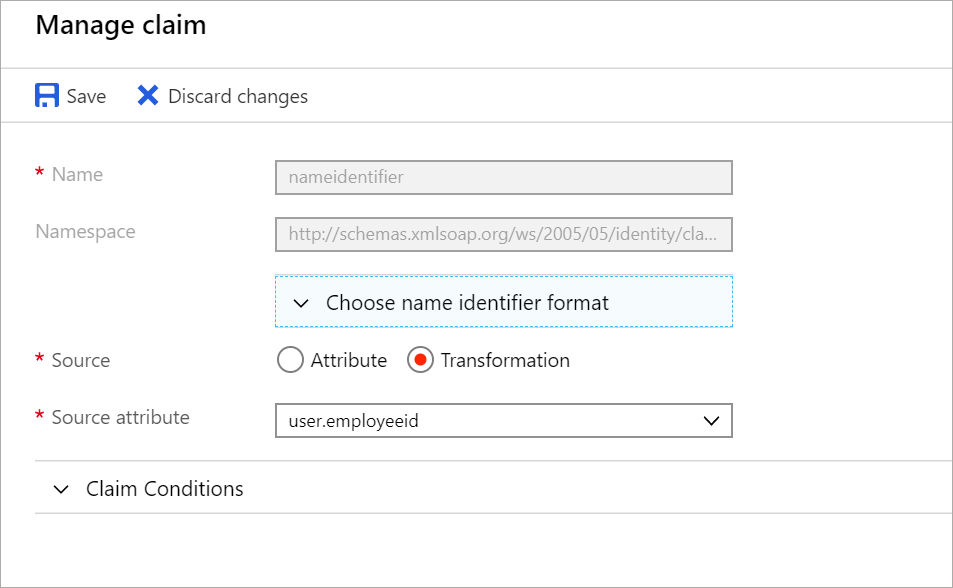 Manage claim
Save Discard changes
* Name nameidentifier
Namespace http://schemas.xmlsoap.org/ws/2005/05/identity/cla...
Choose name identifier format
* Source Attribute Transformation
* Source attribute user.employeeid
Claim Conditions